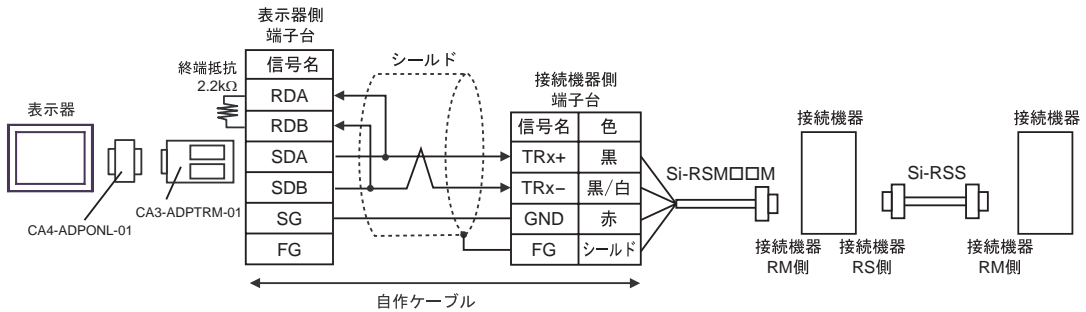 表示器
CA4-ADPONL-01
CA3-ADPTRM-01
終端抵抗
2.2kΩ
表示器側
端子台
信号名
RDA
RDB
SDA
SDB
SG
FG
シールド
自作ケーブル
接続機器側
端子台
信号名 色
TRx+ 黒
TRx− 黒/白
GND 赤
FG シールド
Si-RSM□□M
接続機器
接続機器
RM側
接続機器
RS側
Si-RSS
接続機器
接続機器
RM側